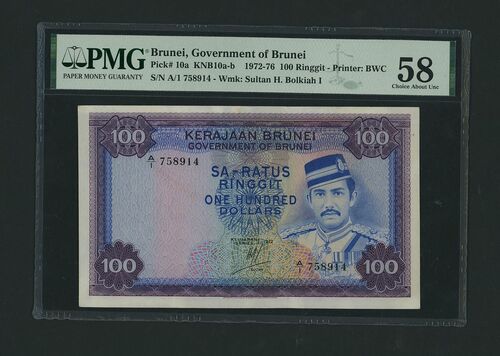 PMG
PAPER MONEY GUARANTY
Brunei, Government of Brunei
Pick# 10a KNB10a-b 1972-76 100 Ringgit - Printer: BWC
S/N A/1 758914 - Wmk: Sultan H. Bolkiah I
58
Choice About Unc
100
KERAJAAN BRUNEI
GOVERNMENT OF BRUNEI
100
A/1 758914
SA-RATUS
RINGGIT
ONE HUNDRED
DOLLARS
A/1 758914
100
100